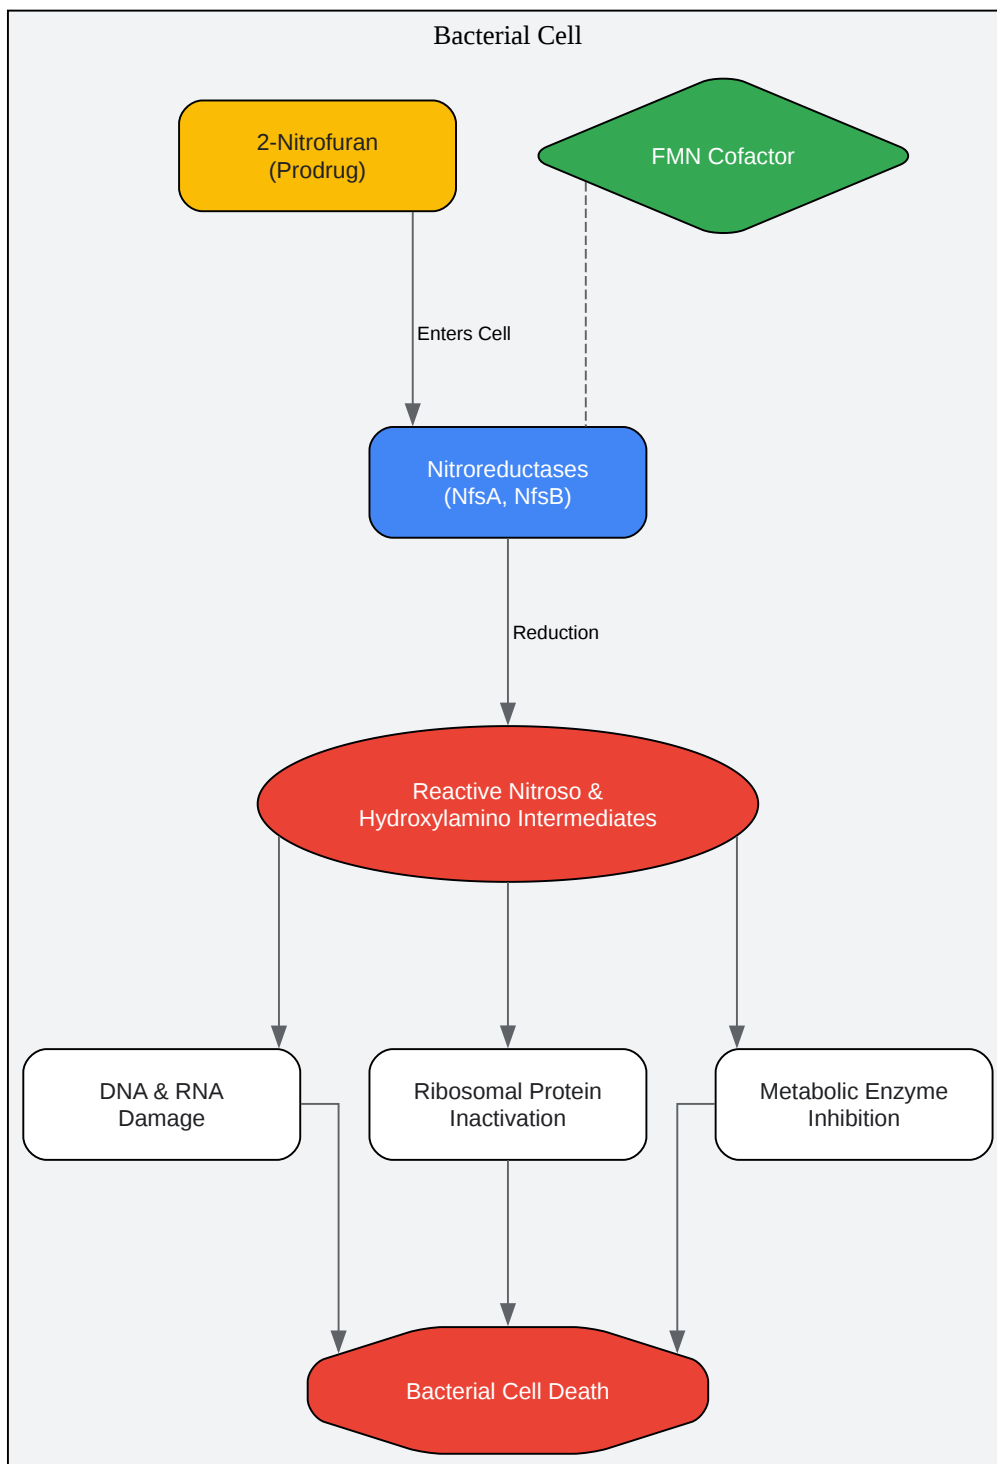 Bacterial Cell
2-Nitrofuran
(Prodrug)
FMN Cofactor
Enters Cell
Nitroreductases
(NfsA, NfsB)
Reduction
Reactive Nitroso &
Hydroxylamino Intermediates
DNA & RNA
Damage
Ribosomal Protein
Inactivation
Metabolic Enzyme
Inhibition
Bacterial Cell Death